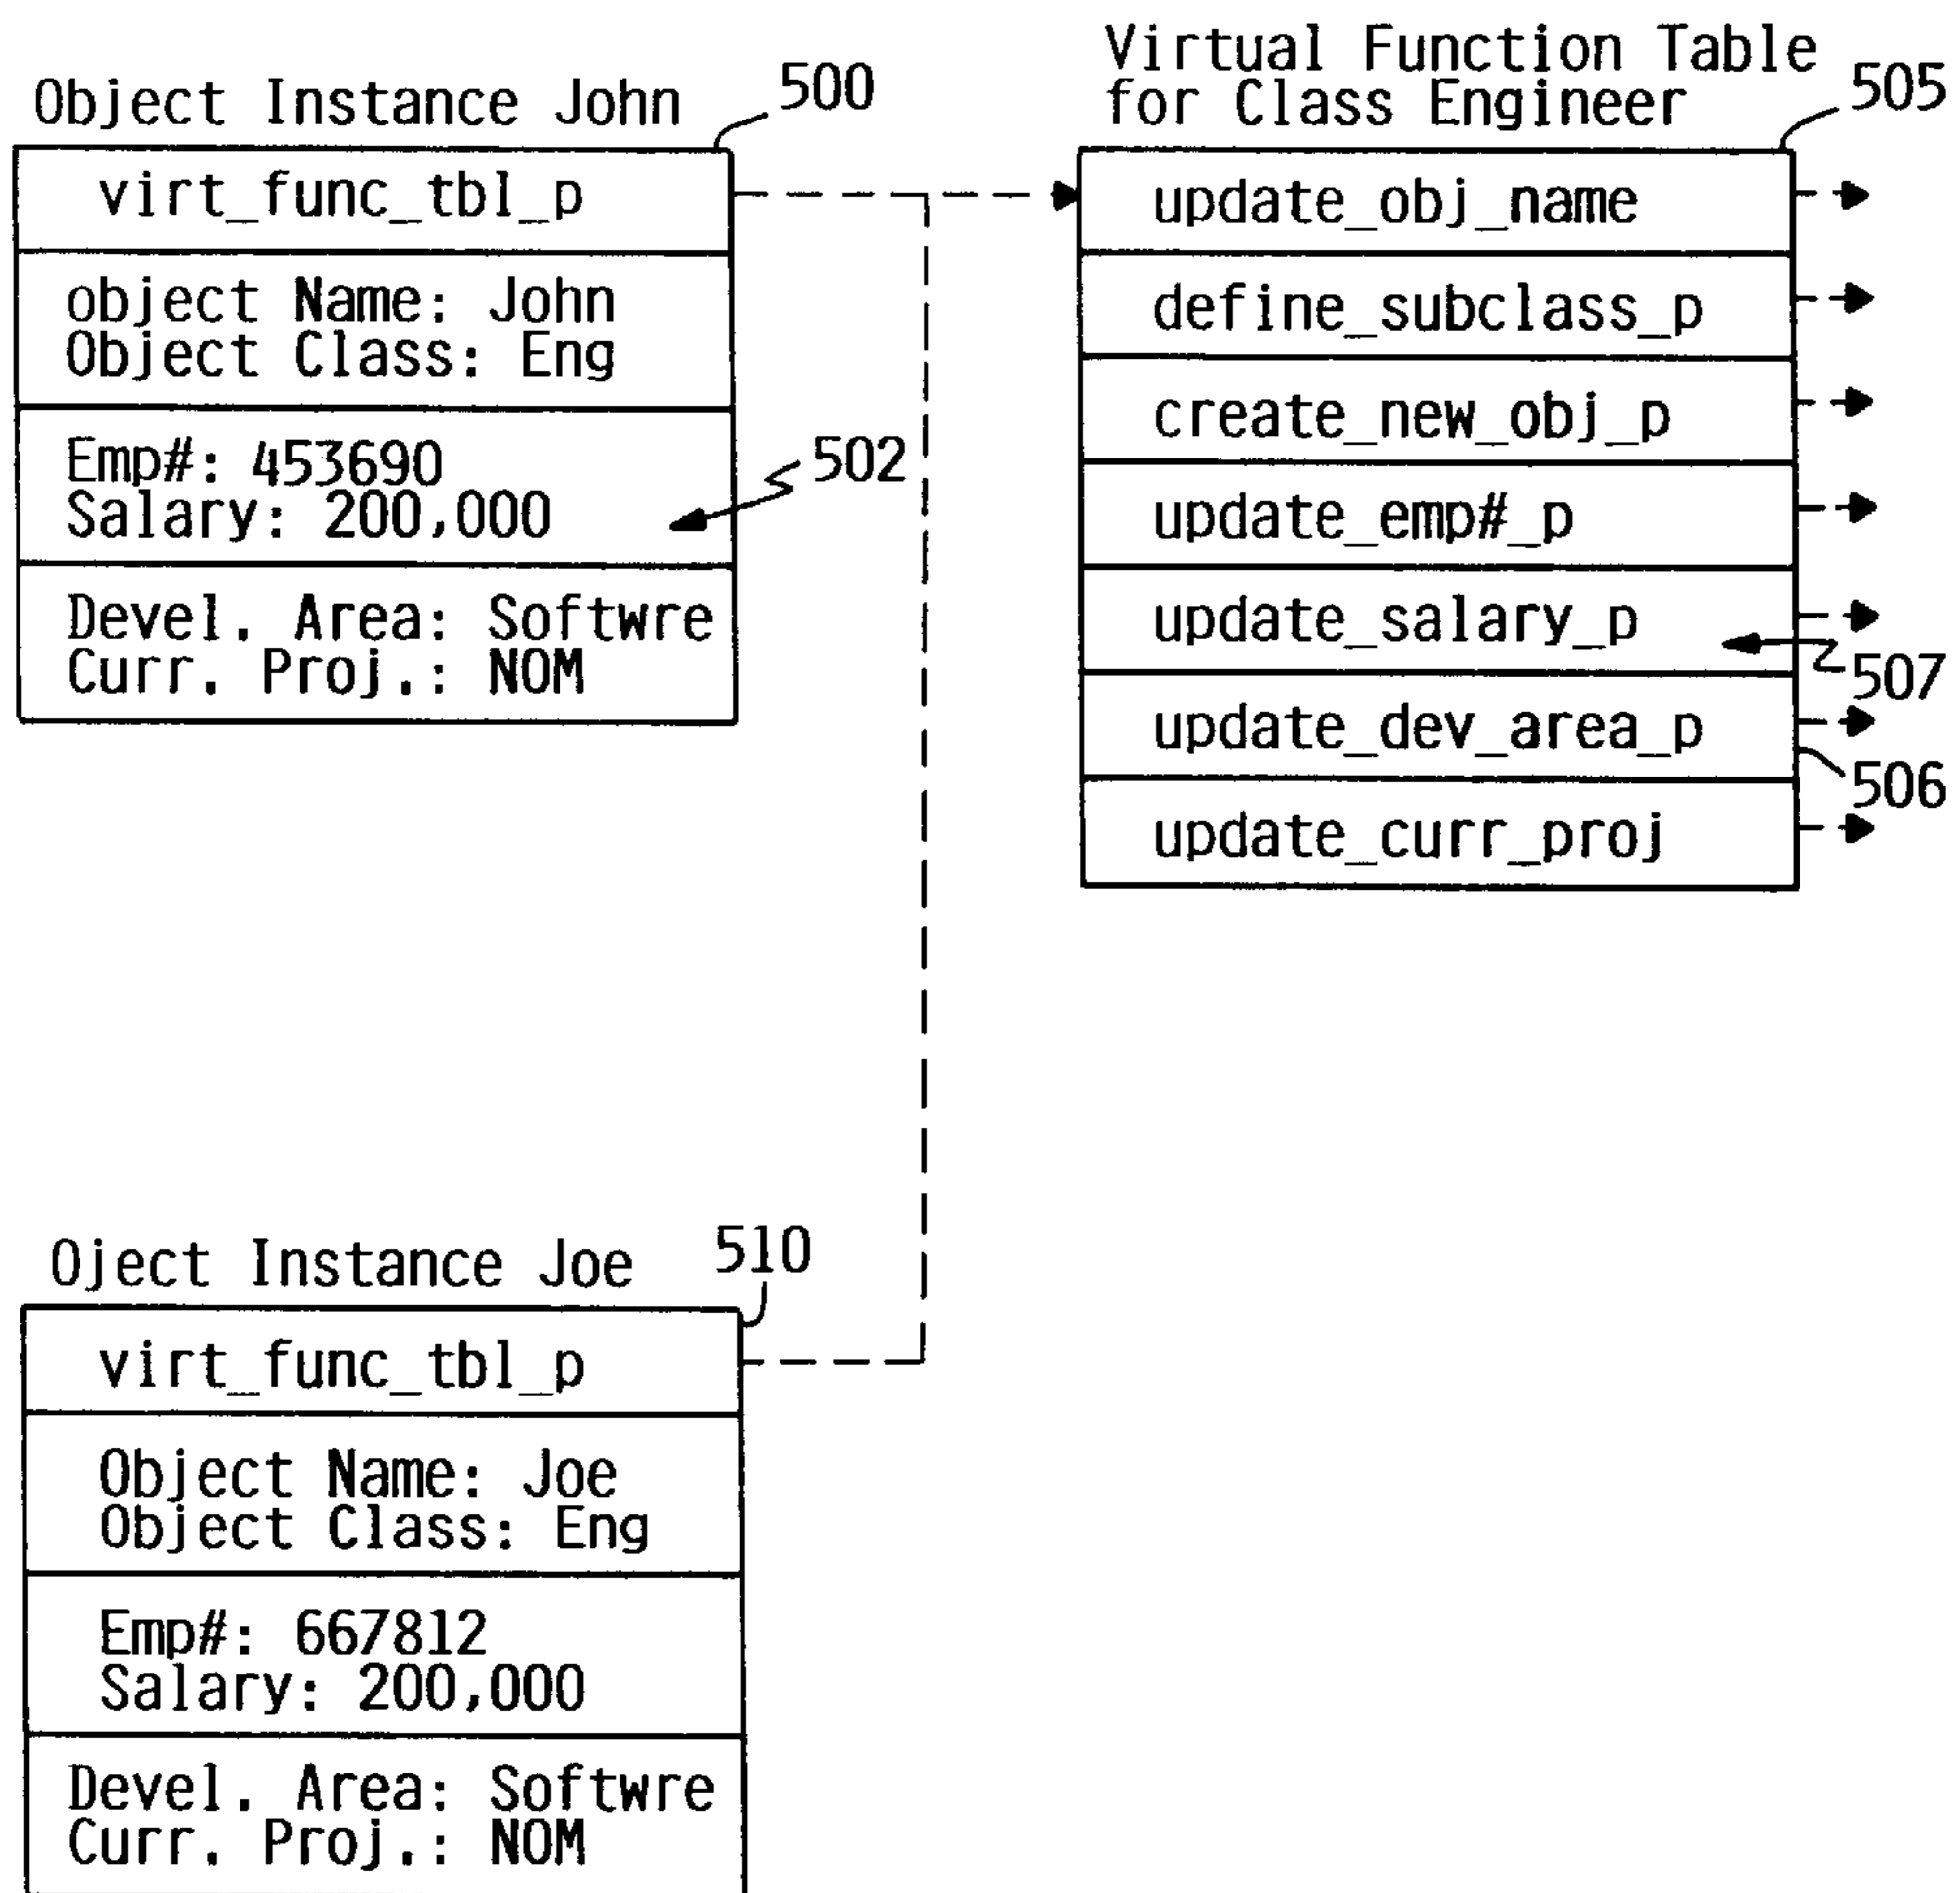 Object Instance John
500
virt_func_tbl_p
object Name: John
Object Class: Eng
Emp#: 453690
Salary: 200,000
502
Devel. Area: Softwre
Curr. Proj.: NOM
Virtual Function Table
for Class Engineer
505
update_obj_name
define_subclass_p
create_new_obj_p
update_emp#_p
update_salary_p
507
update_dev_area_p
506
update_curr_proj
Oject Instance Joe
510
virt_func_tbl_p
Object Name: Joe
Object Class: Eng
Emp#: 667812
Salary: 200,000
Devel. Area: Softwre
Curr. Proj.: NOM